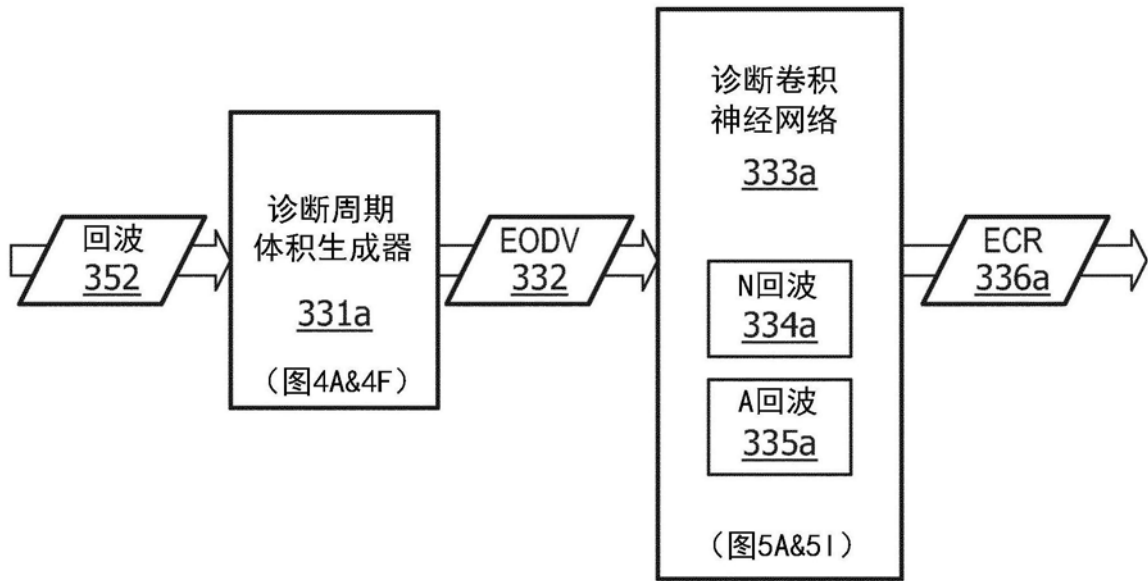 回波
352
诊断周期
体积生成器
331a
(图4A&4F)
EODV
332
诊断卷积
神经网络
333a
N回波
334a
A回波
335a
(图5A&5I)
ECR
336a